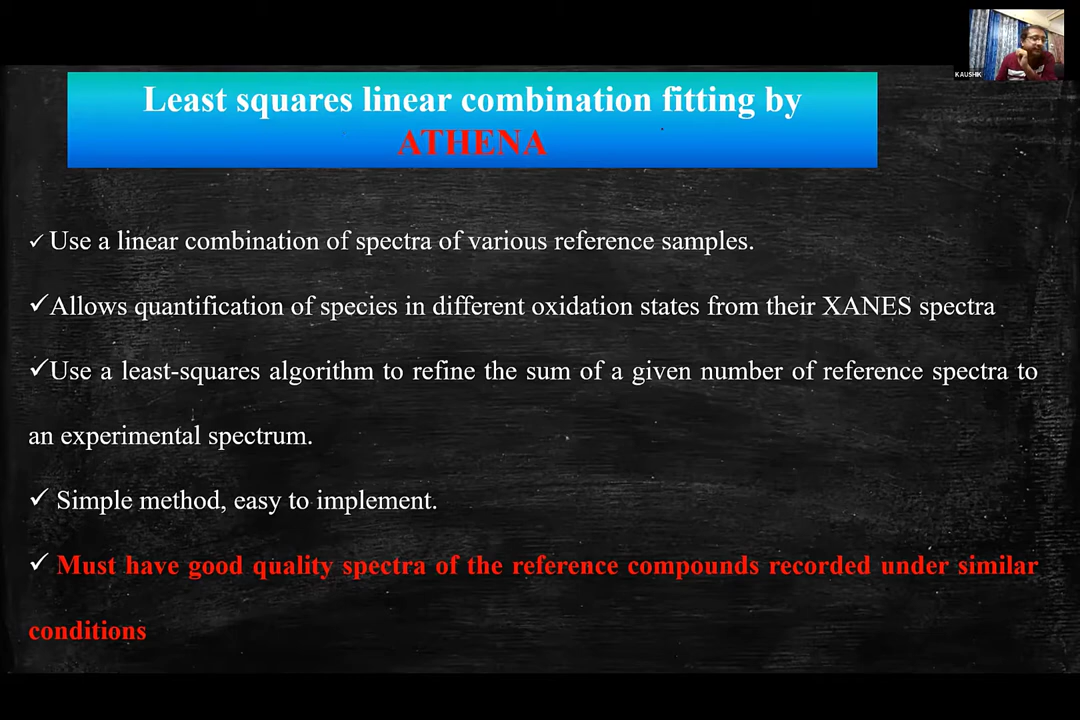 KAUSHIK
Least squares linear combination fitting by
ATHENA
✓ Use a linear combination of spectra of various reference samples.
✓ Allows quantification of species in different oxidation states from their XANES spectra
✓ Use a least-squares algorithm to refine the sum of a given number of reference spectra to
an experimental spectrum.
✓ Simple method, easy to implement.
✓ Must have good quality spectra of the reference compounds recorded under similar
conditions